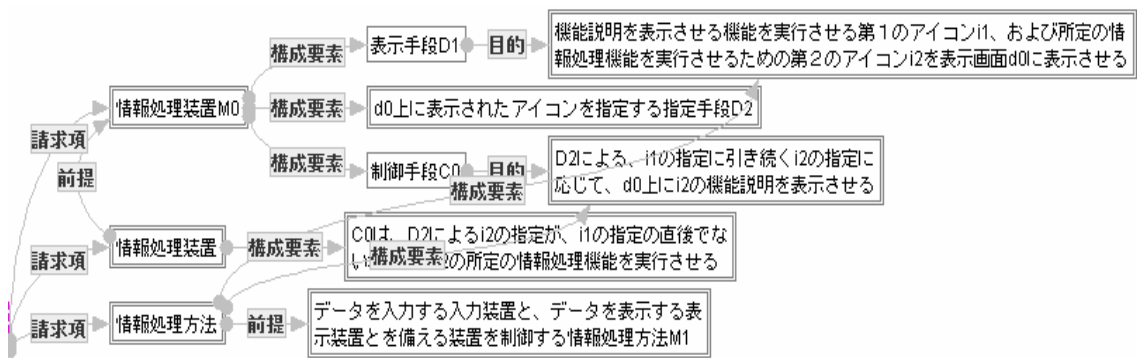 機能説明を表示させる機能を実行させる第１のアイコンi1、および所定の情
報処理機能を実行させるための第２のアイコンi2を表示画面d0に表示させる
構成要素
表示手段D1
目的
情報処理装置M0
構成要素
d0上に表示されたアイコンを指定する指定手段D2
請求項
前提
構成要素
制御手段C0
目的
D2による、i1の指定に引き続くi2の指定に
応じて、d0上にi2の機能説明を表示させる
構成要素
請求項
情報処理装置
構成要素
C0は、D2によるi2の指定が、i1の指定の直後でな
い
構成要素
2の所定の情報処理機能を実行させる
請求項
情報処理方法
前提
データを入力する入力装置と、データを表示する表
示装置とを備える装置を制御する情報処理方法M1